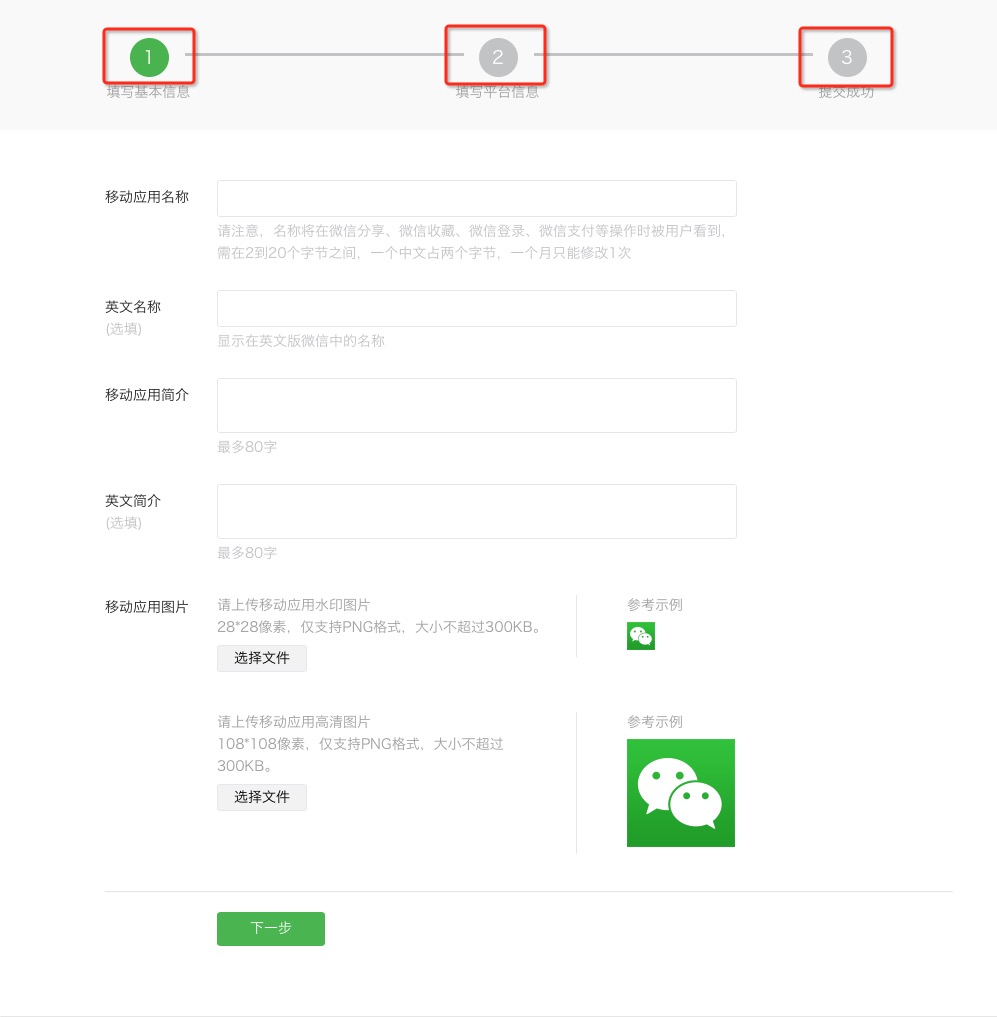 1
2
3
填写基本信息
填写平台信息
提交成功
移动应用名称
请注意，名称将在微信分享、微信收藏、微信登录、微信支付等操作时被用户看到，
需在2到20个字节之间，一个中文占两个字节，一个月只能修改1次
英文名称
(选填)
显示在英文版微信中的名称
移动应用简介
最多80字
英文简介
(选填)
最多80字
移动应用图片
请上传移动应用水印图片
28*28像素，仅支持PNG格式，大小不超过300KB。
选择文件
参考示例
请上传移动应用高清图片
108*108像素，仅支持PNG格式，大小不超过
300KB。
选择文件
参考示例
下一步